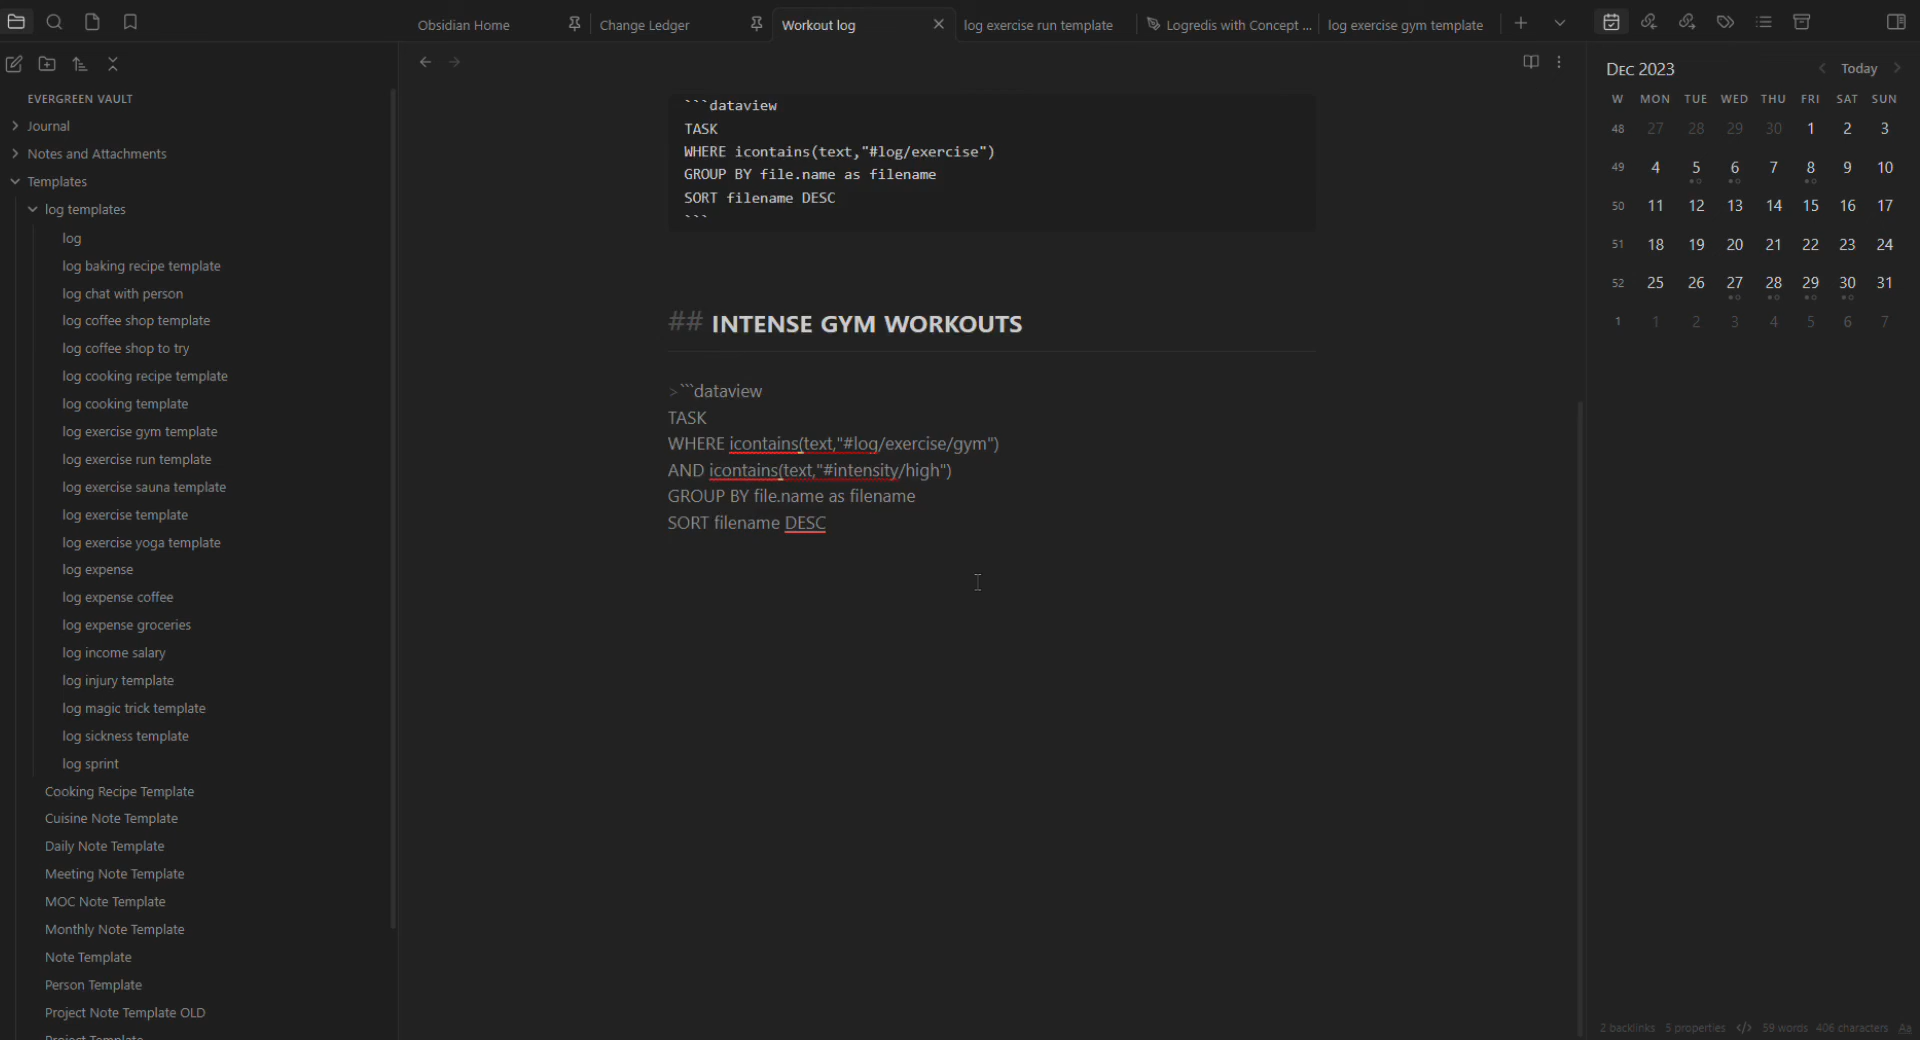 Obsidian Home
Change Ledger
Workout log
log exercise run template
Logredis with Concept ...
log exercise gym template
EVERGREEN VAULT
Journal
Notes and Attachments
Templates
log templates
log
log baking recipe template
log chat with person
log coffee shop template
log coffee shop to try
log cooking recipe template
log cooking template
log exercise gym template
log exercise run template
log exercise sauna template
log exercise template
log exercise yoga template
log expense
log expense coffee
log expense groceries
log income salary
log injury template
log magic trick template
log sickness template
log sprint
Cooking Recipe Template
Cuisine Note Template
Daily Note Template
Meeting Note Template
MOC Note Template
Monthly Note Template
Note Template
Person Template
Project Note Template OLD
Project Template
```dataview
TASK
WHERE icontains(text,"#log/exercise")
GROUP BY file.name as filename
SORT filename DESC
```
## INTENSE GYM WORKOUTS
>```dataview
TASK
WHERE icontains(text,"#log/exercise/gym")
AND icontains(text,"#intensity/high")
GROUP BY file.name as filename
SORT filename DESC
DEC 2023
Today
W MON TUE WED THU FRI SAT SUN
48 27 28 29 30 1 2 3
49 4 5 6 7 8 9 10
50 11 12 13 14 15 16 17
51 18 19 20 21 22 23 24
52 25 26 27 28 29 30 31
1 1 2 3 4 5 6 7
2 backlinks 5 properties </> 59 words 406 characters Aa